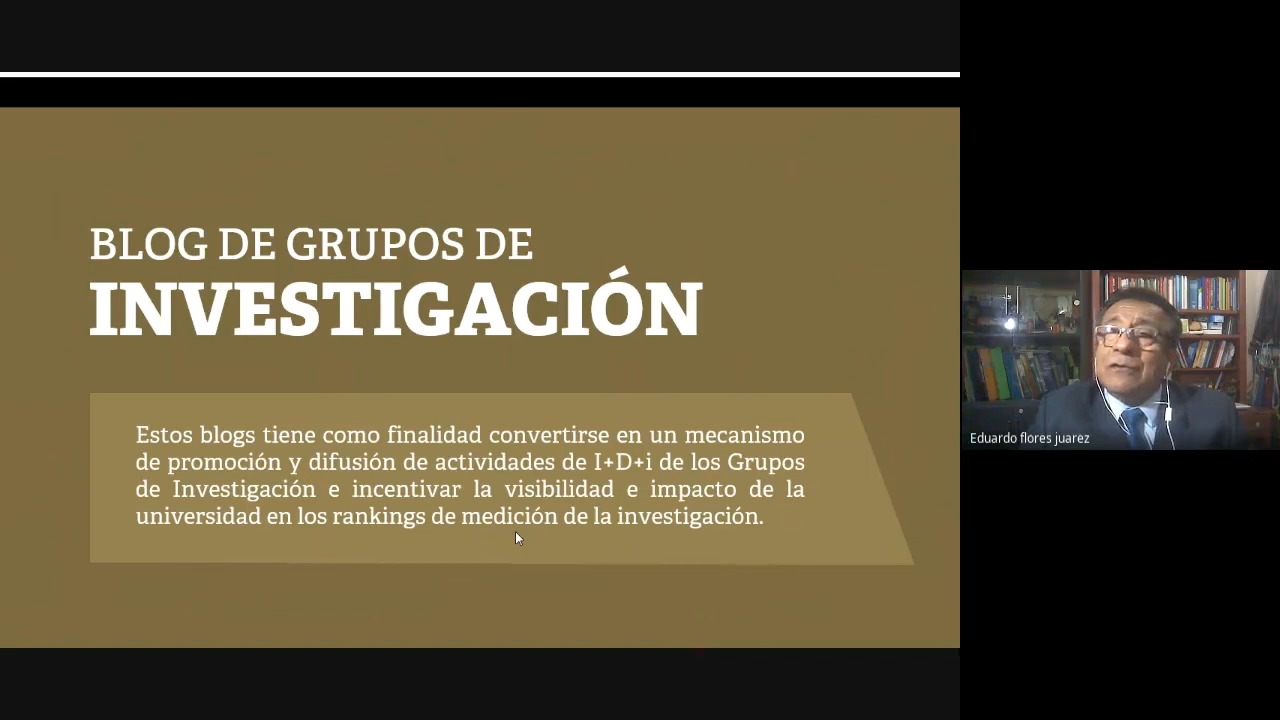 BLOG DE GRUPOS DE
INVESTIGACIÓN
Estos blogs tiene como finalidad convertirse en un mecanismo
de promoción y difusión de actividades de I+D+i de los Grupos
de Investigación e incentivar la visibilidad e impacto de la
universidad en los rankings de medición de la investigación.
Eduardo flores juarez